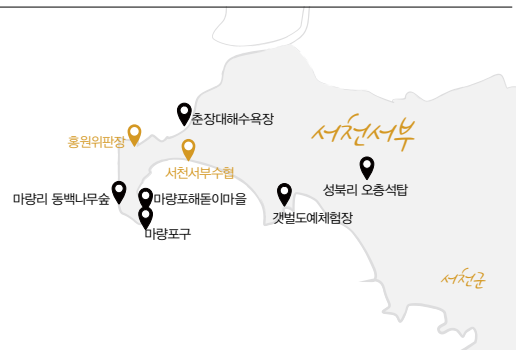 춘장대해수욕장
홍원위판장
서천서부
서천서부수협
마량리 동백나무숲
마량포해돋이마을
성북리 오층석탑
갯벌도예체험장
마량포구
서천군